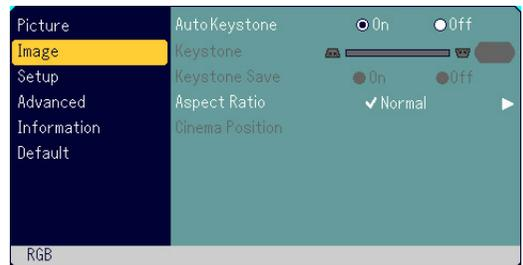 Picture
Image
Setup
Advanced
Information
Default
Auto Keystone On Off
Keystone
Keystone Save On Off
Aspect Ratio Normal
Cinema Position
RGB